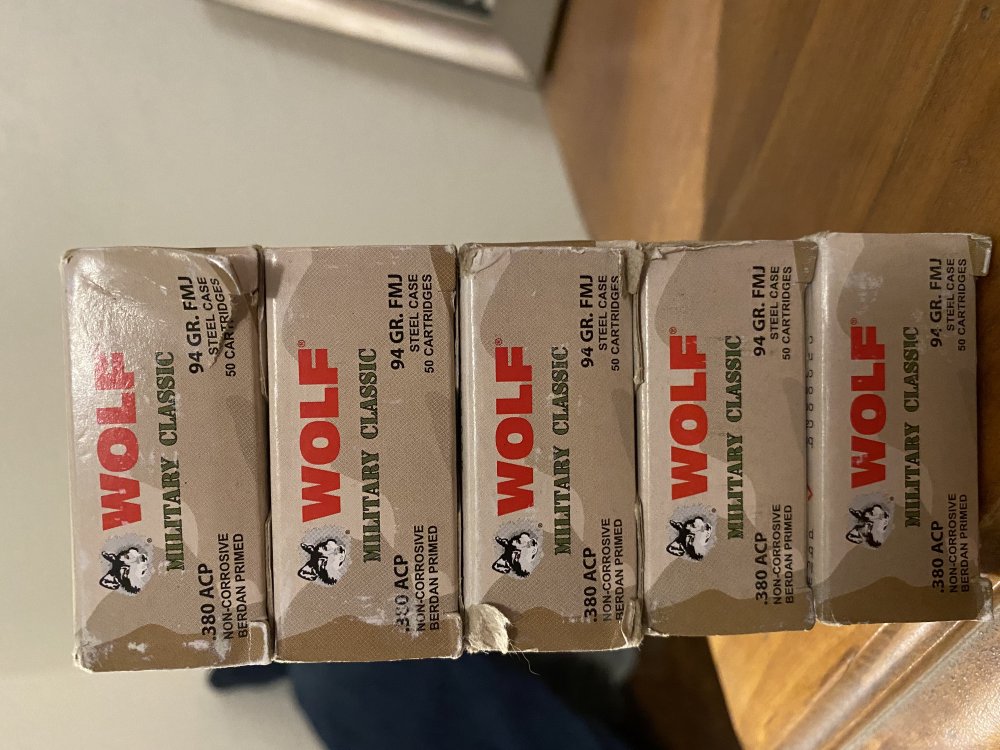 WOLF
MILITARY CLASSIC
.380 ACP
NON-CORROSIVE
BERDAN PRIMED
94 GR. FMJ
STEEL CASE
50 CARTRIDGES
WOLF®
MILITARY CLASSIC
.380 ACP
NON-CORROSIVE
BERDAN PRIMED
94 GR. FMJ
50 CARTRIDGES
WOLF®
MILITARY CLASSIC
.380 ACP
NON-CORROSIVE
BERDAN PRIMED
94 GR. FMJ
STEEL CASE
50 CARTRIDGES
WOLF®
MILITARY CLASSIC
.380 ACP
NON-CORROSIVE
BERDAN PRIMED
94 GR. FMJ
STEEL CASE
50 CARTRIDGES
WOLF®
MILITARY CLASSIC
.380 ACP
NON-CORROSIVE
BERDAN PRIMED
94 GR. FMJ
STEEL CASE
50 CARTRIDGES